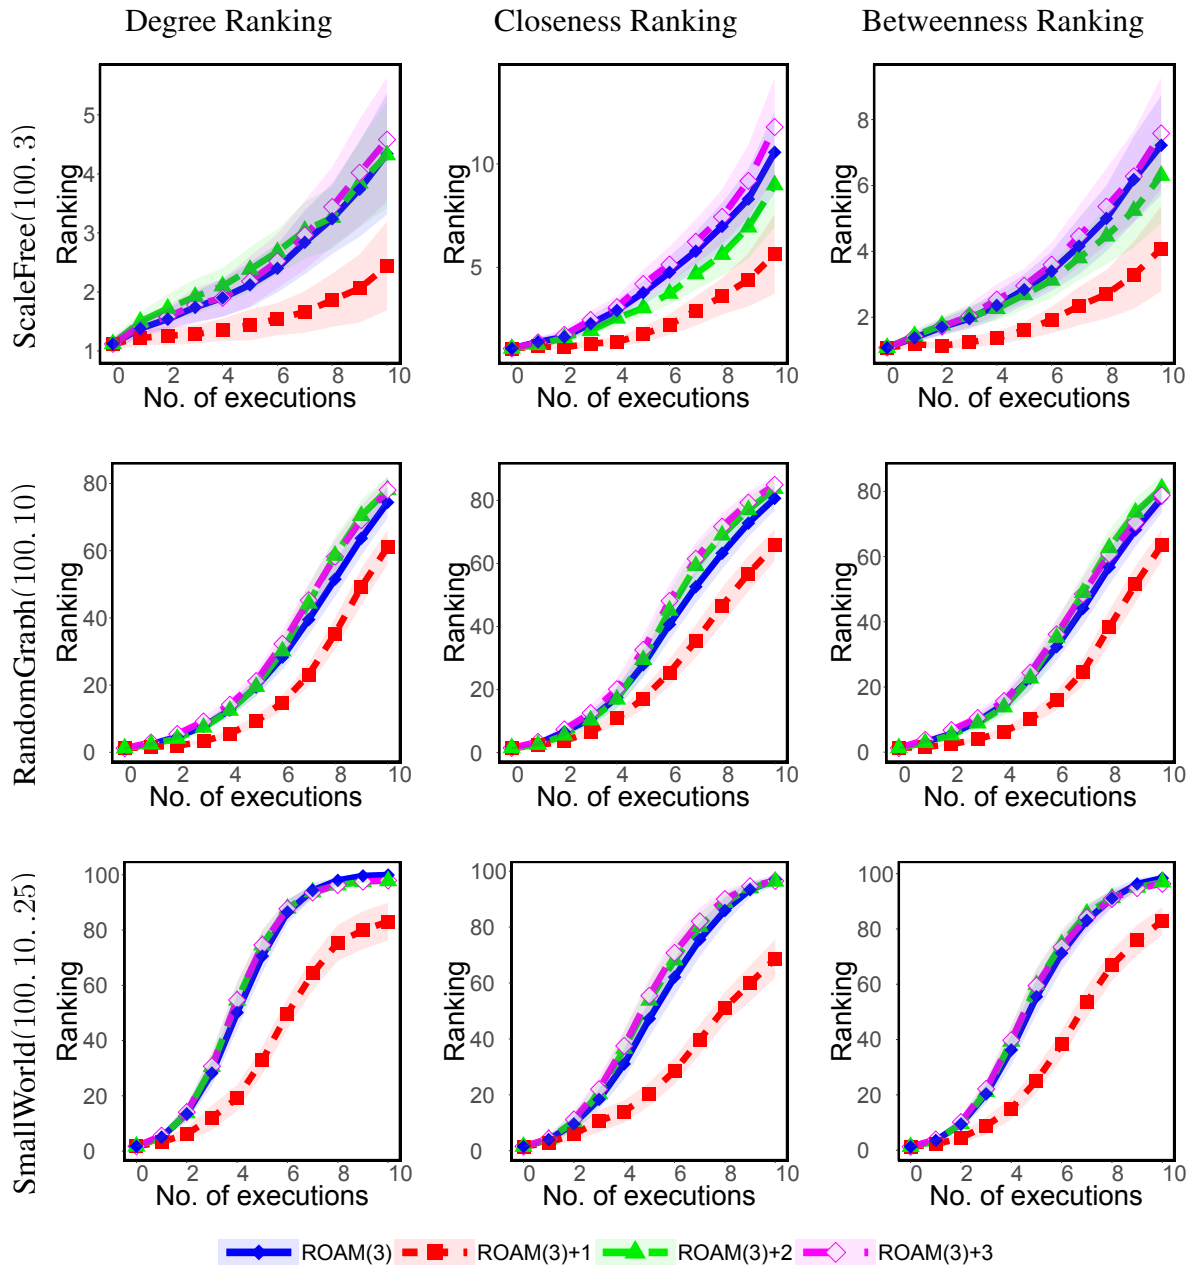 Degree Ranking
Closeness Ranking
Betweenness Ranking
ScaleFree(100. 3)
Ranking
5
4
3
2
1
0 2 4 6 8 10
No. of executions
Ranking
10
5
0 2 4 6 8 10
No. of executions
Ranking
8
6
4
2
0 2 4 6 8 10
No. of executions
RandomGraph(100. 10)
Ranking
80
60
40
20
0
0 2 4 6 8 10
No. of executions
Ranking
80
60
40
20
0
0 2 4 6 8 10
No. of executions
Ranking
80
60
40
20
0
0 2 4 6 8 10
No. of executions
SmallWorld(100. 10. .25)
Ranking
100
80
60
40
20
0
0 2 4 6 8 10
No. of executions
Ranking
100
80
60
40
20
0
0 2 4 6 8 10
No. of executions
Ranking
100
80
60
40
20
0
0 2 4 6 8 10
No. of executions
ROAM(3) ROAM(3)+1 ROAM(3)+2 ROAM(3)+3